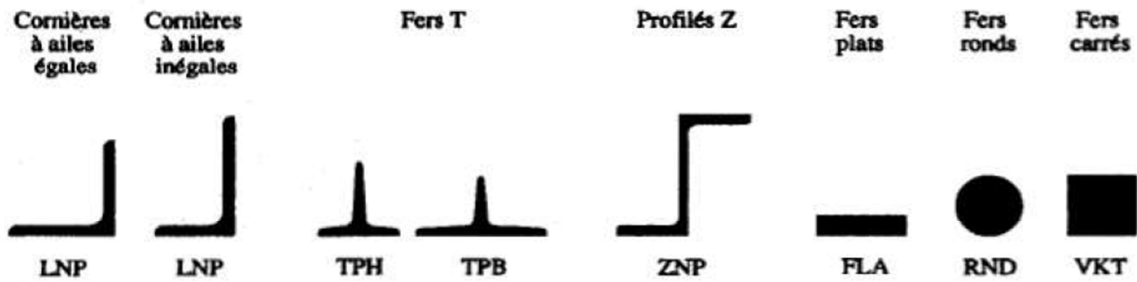 Cornières
à ailes
égales
Cornières
à ailes
inégales
Fers T
Profilés Z
Fers
plats
Fers
ronds
Fers
carrés
LNP
LNP
TPH
TPB
ZNP
FLA
RND
VKT